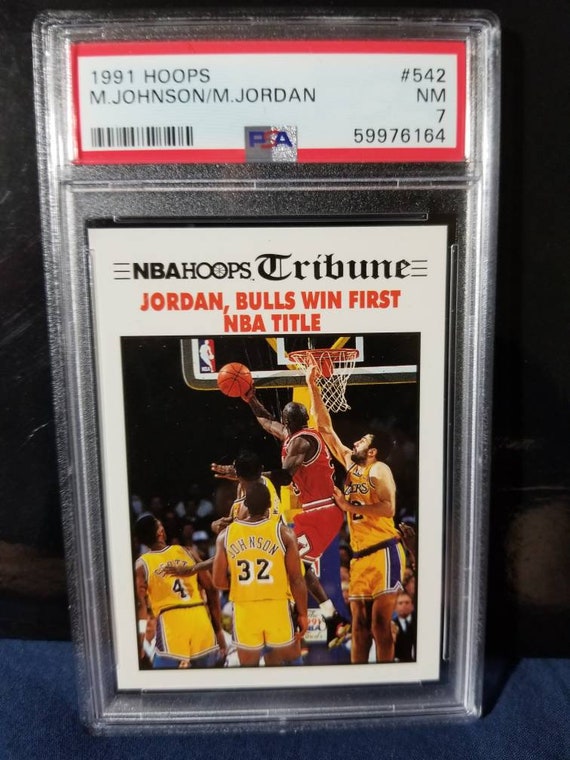 1991 HOOPS #542
M.JOHNSON/M.JORDAN NM
7
PSA 59976164
NBA HOOPS Tribune
JORDAN, BULLS WIN FIRST
NBA TITLE
NBA
4
JOHNSON
32